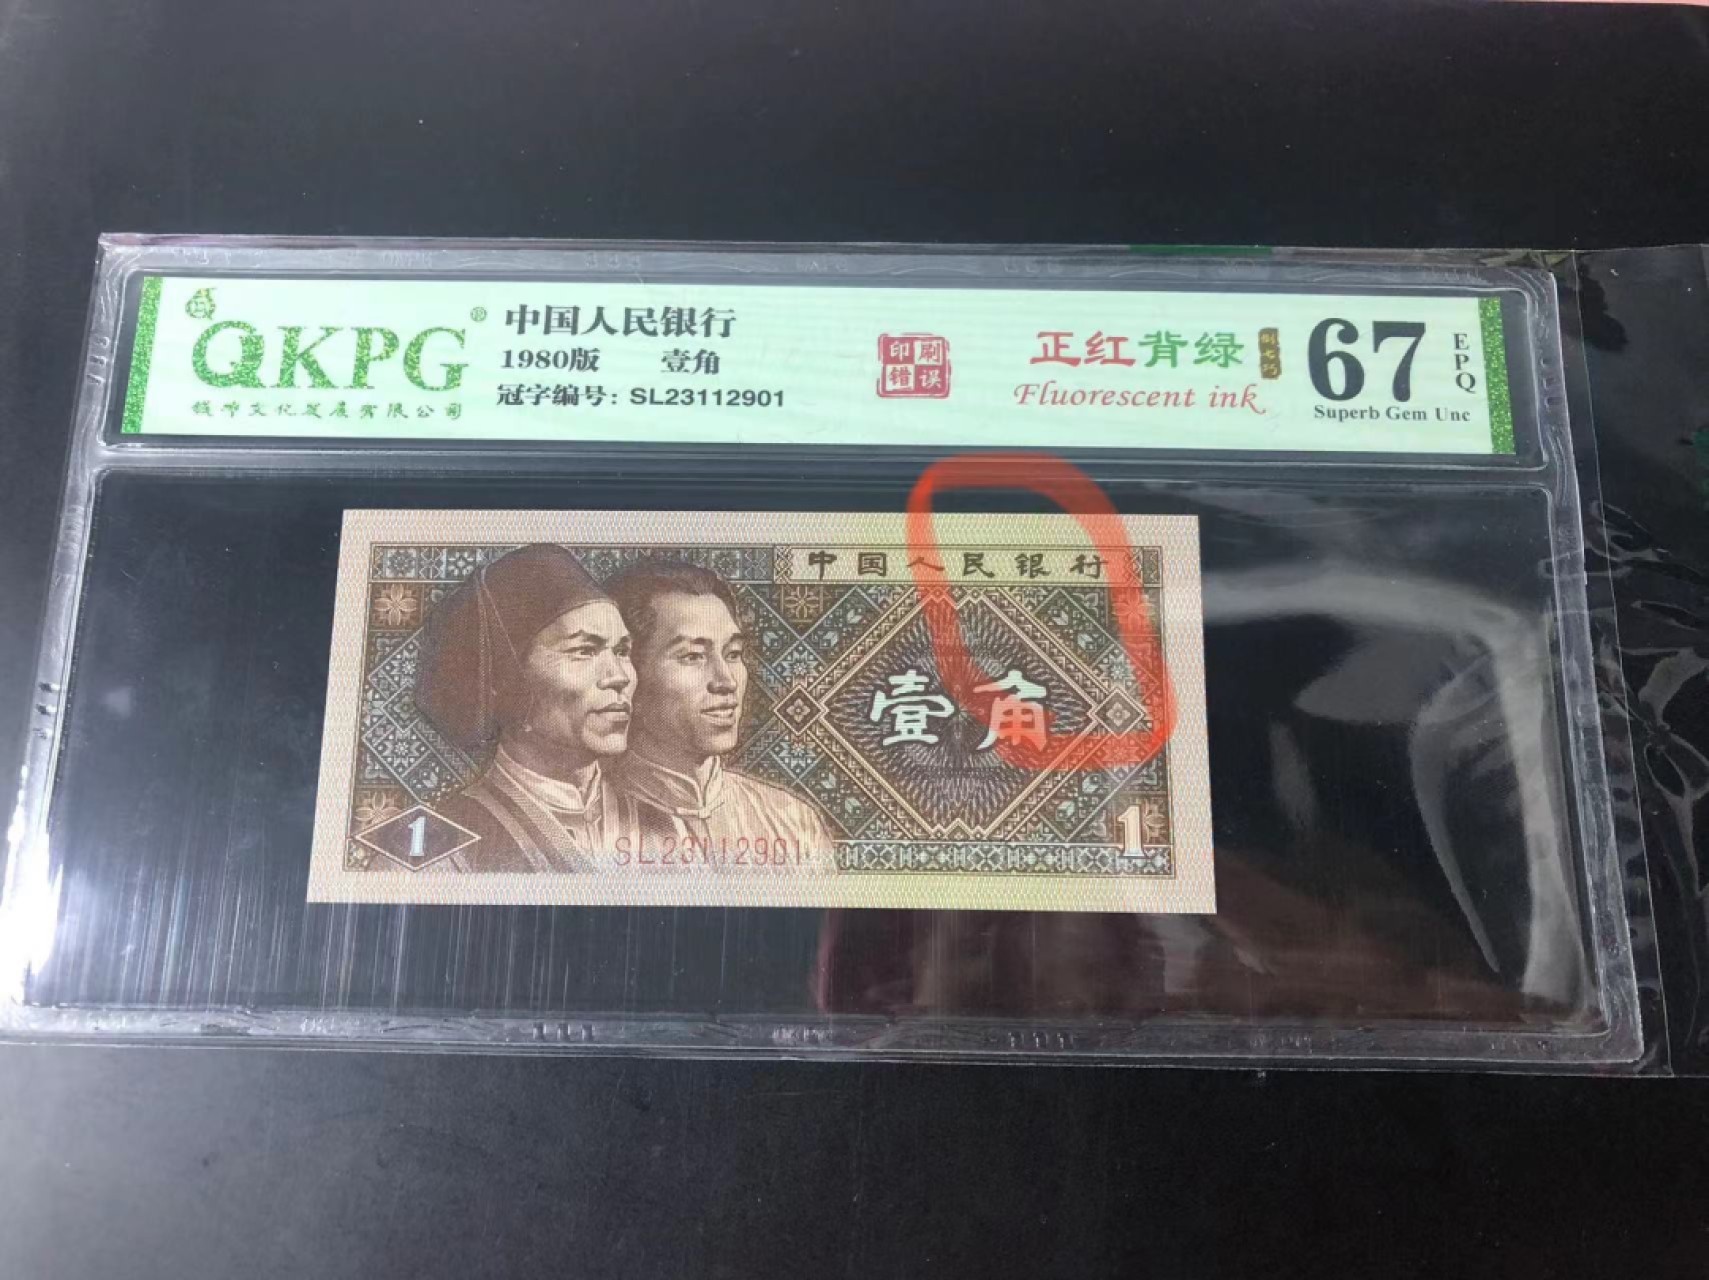 QKPG®
钱坤文化发展有限公司
中国人民银行
1980版 壹角
冠字编号: SL23112901
印刷
错误
正红背绿
Fluorescent ink
67
EPQ
Superb Gem Unc
中国人民银行
壹角
1
1
SL23112901